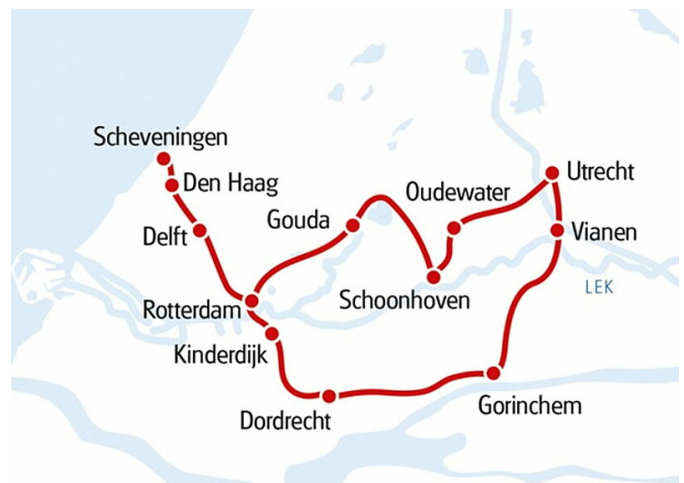 Scheveningen
Den Haag
Utrecht
Oudewater
Gouda
Delft
Vianen
LEK
Schoonhoven
Rotterdam
Kinderdijk
Gorinchem
Dordrecht